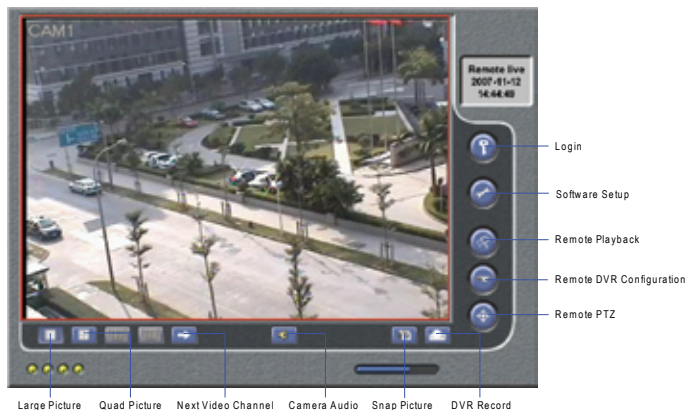 CAM1
Remote live
2007-11-12
14:44:49
Login
Software Setup
Remote Playback
Remote DVR Configuration
Remote PTZ
Large Picture Quad Picture Next Video Channel Camera Audio Snap Picture DVR Record